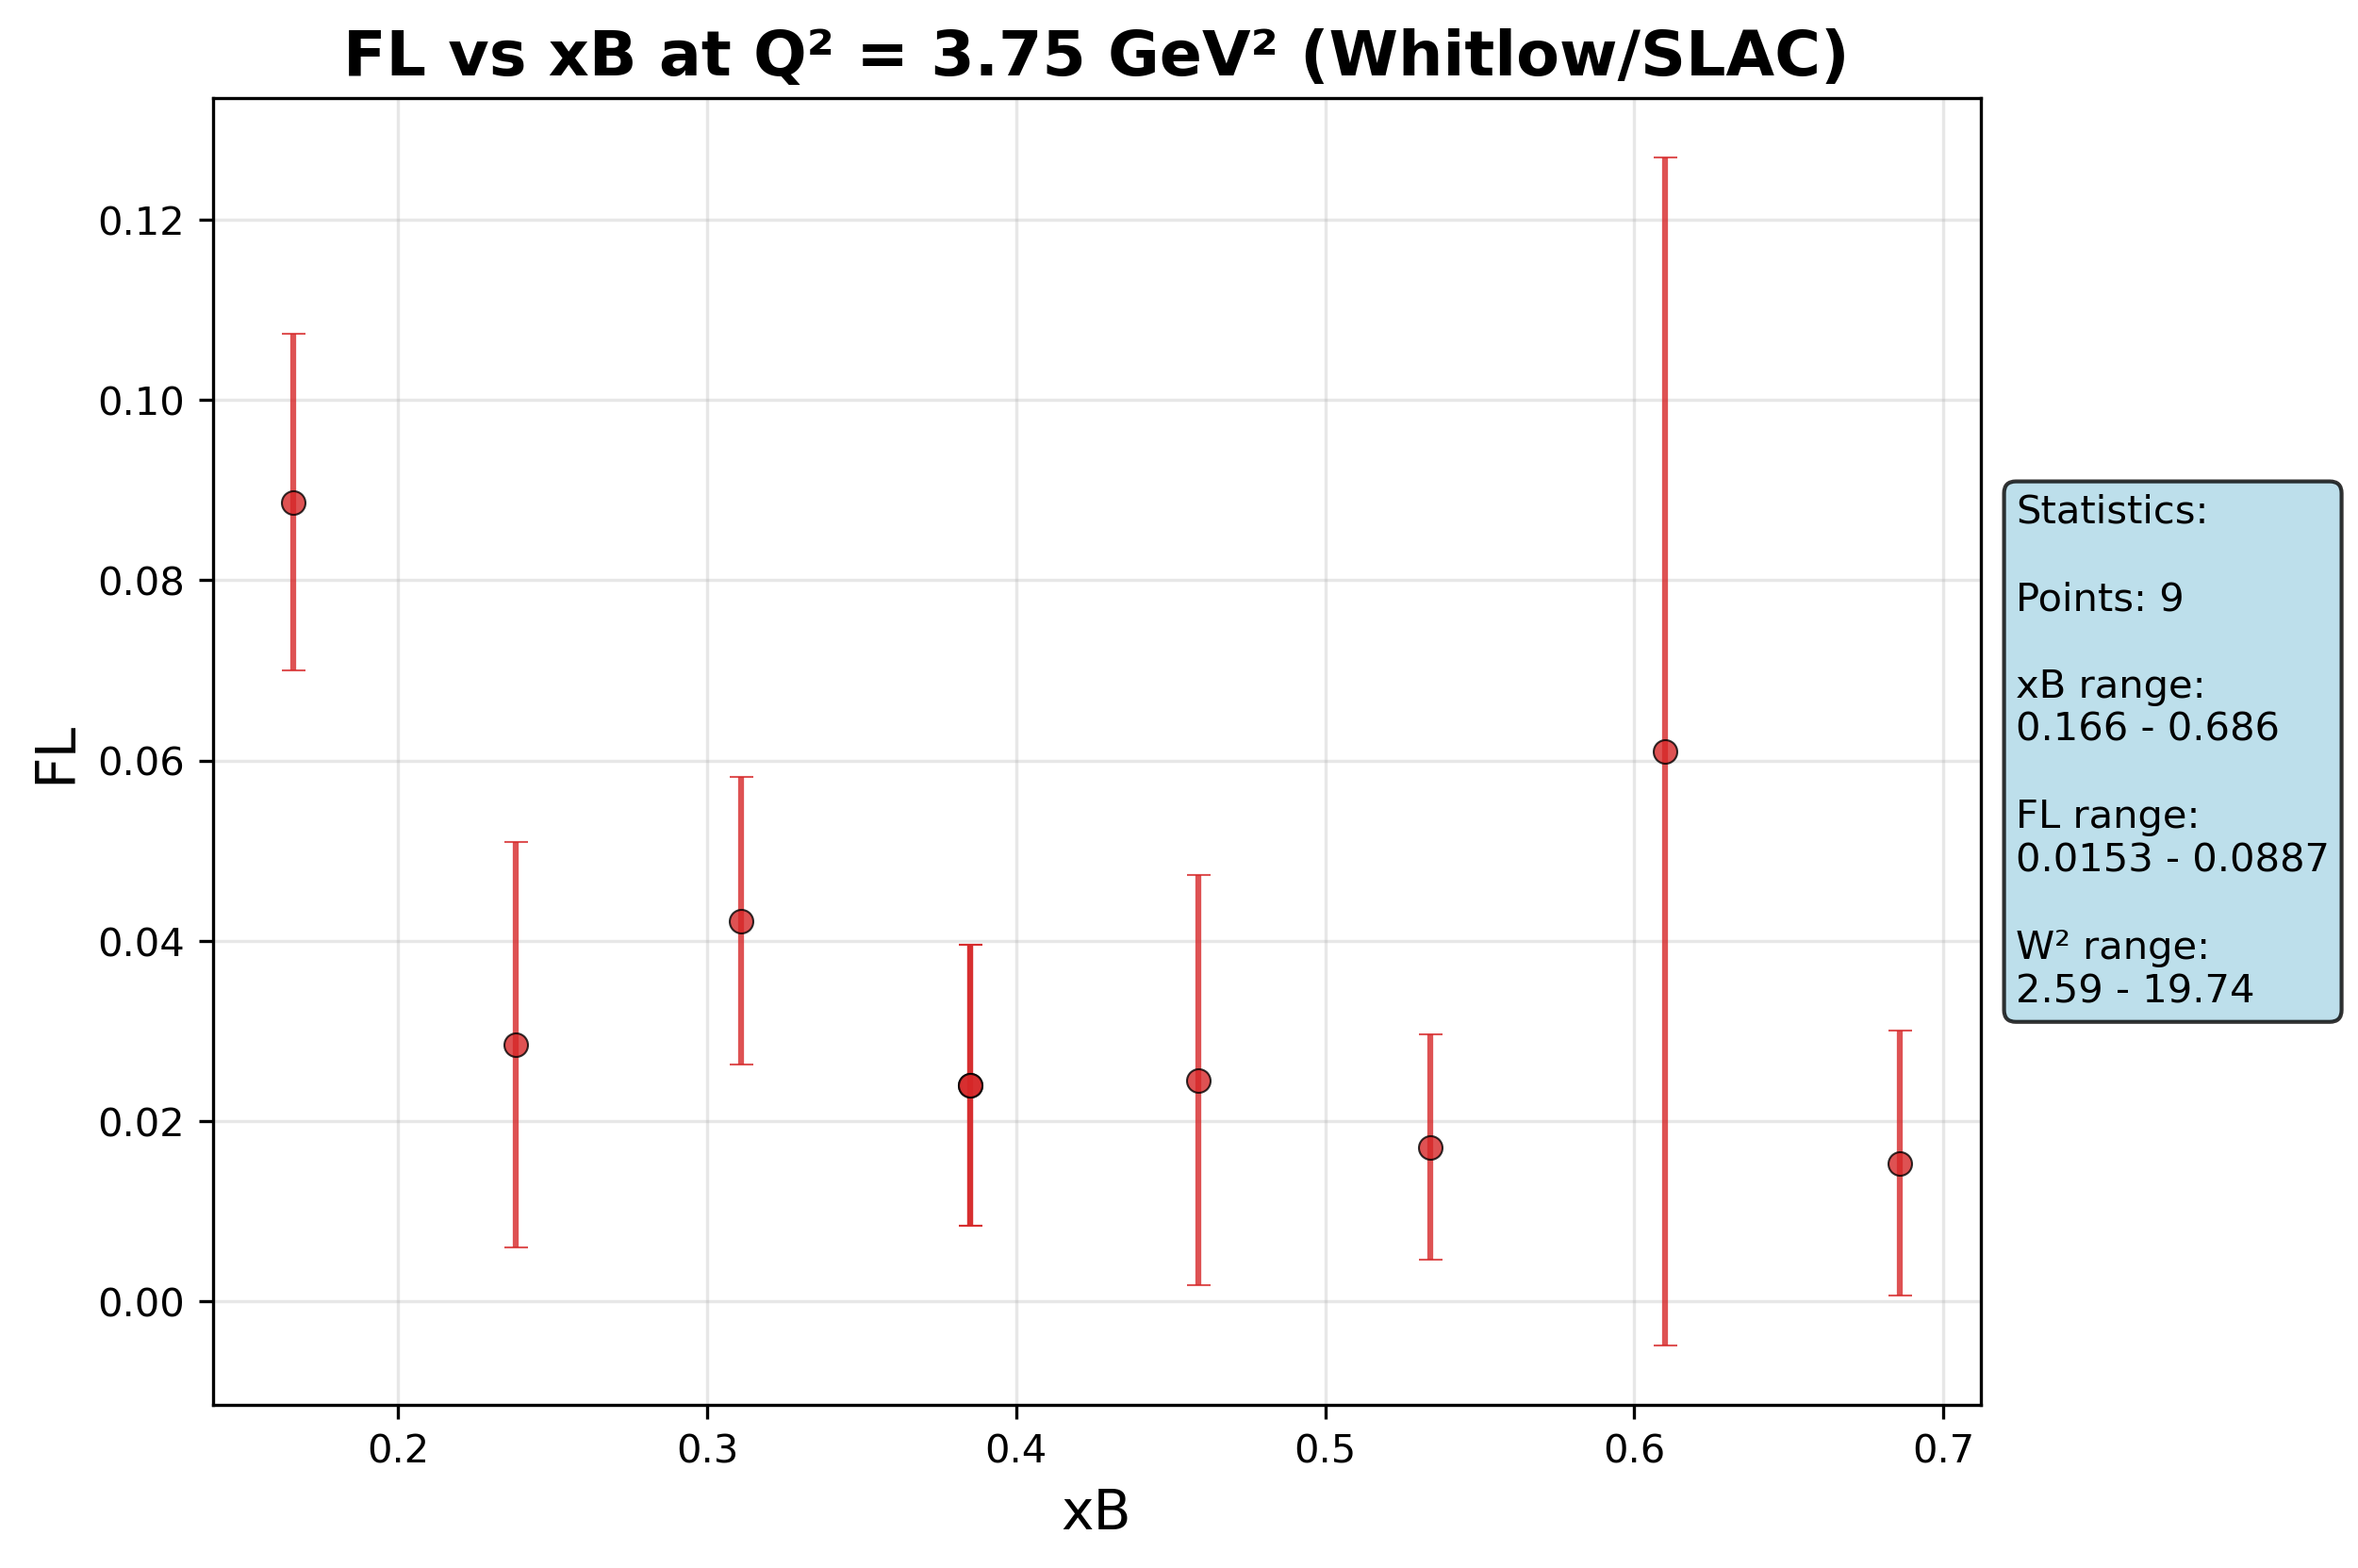 FL vs xB at Q² = 3.75 GeV² (Whitlow/SLAC)
FL
0.12
0.10
0.08
0.06
0.04
0.02
0.00
0.2 0.3 0.4 0.5 0.6 0.7
xB
Statistics:
Points: 9
xB range:
0.166 - 0.686
FL range:
0.0153 - 0.0887
W² range:
2.59 - 19.74